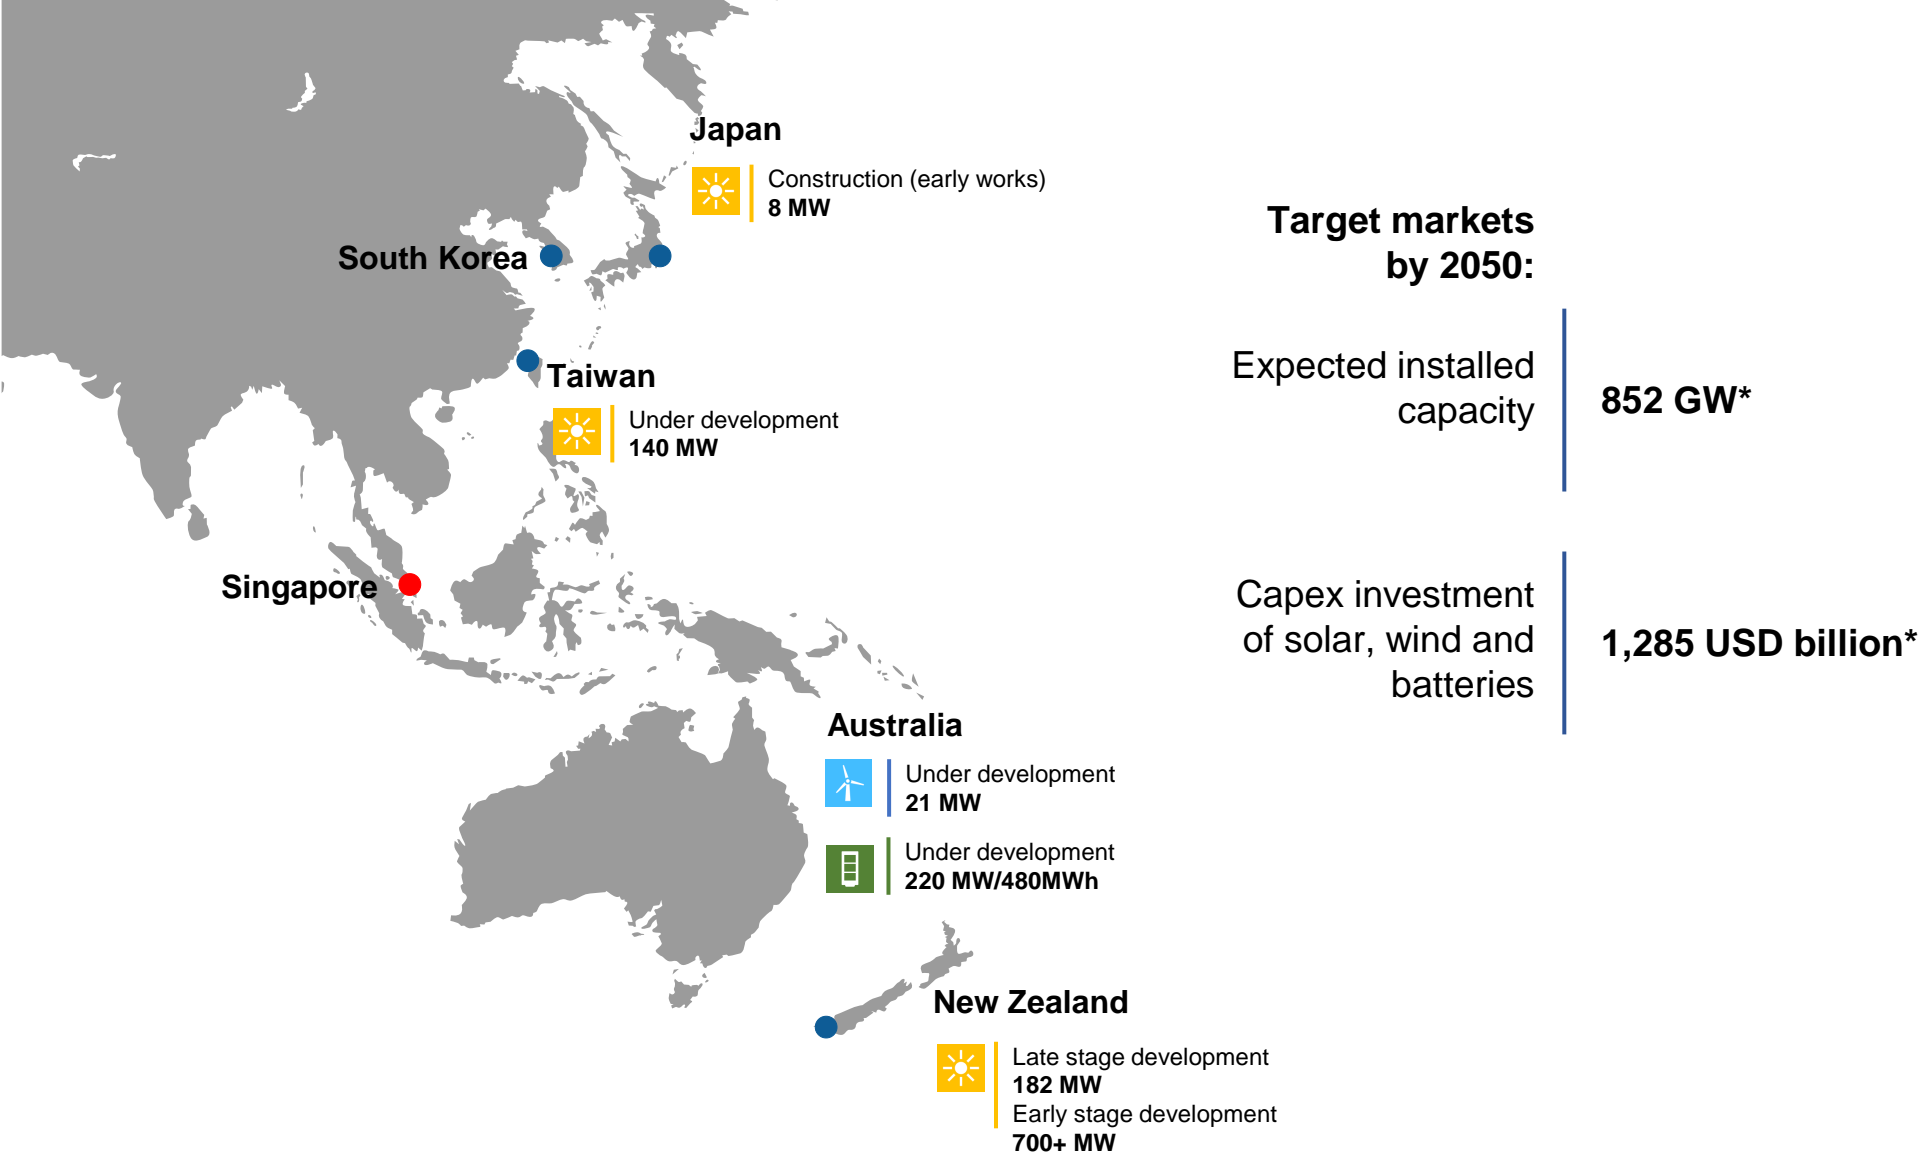 Japan
Construction (early works)
8 MW
South Korea
Taiwan
Under development
140 MW
Singapore
Australia
Under development
21 MW
Under development
220 MW/480MWh
New Zealand
Late stage development
182 MW
Early stage development
700+ MW
Target markets
by 2050:
Expected installed
capacity
852 GW*
Capex investment
of solar, wind and
batteries
1,285 USD billion*